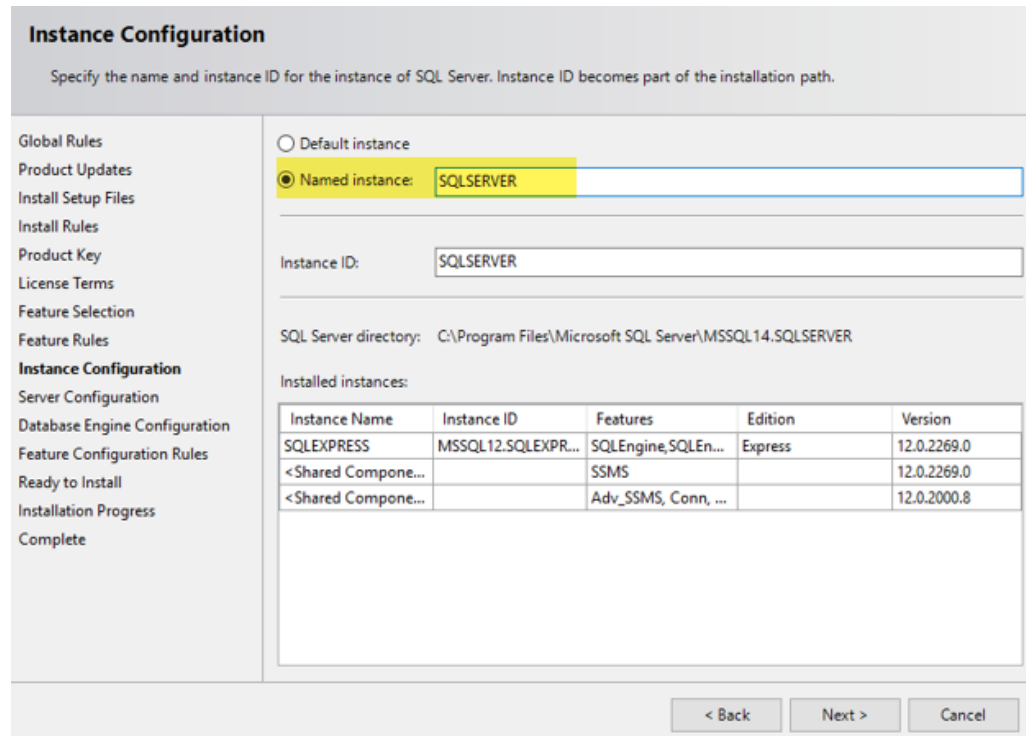 Instance Configuration
Specify the name and instance ID for the instance of SQL Server. Instance ID becomes part of the installation path.
Global Rules
Product Updates
Install Setup Files
Install Rules
Product Key
License Terms
Feature Selection
Feature Rules
Instance Configuration
Server Configuration
Database Engine Configuration
Feature Configuration Rules
Ready to Install
Installation Progress
Complete
Default instance
Named instance: SQLSERVER
Instance ID: SQLSERVER
SQL Server directory: C:\Program Files\Microsoft SQL Server\MSSQL14.SQLSERVER
Installed instances:
Instance Name Instance ID Features Edition Version
SQLEXPRESS MSSQL12.SQLEXPR... SQLEngine,SQLEn... Express 12.0.2269.0
<Shared Compone... SSMS 12.0.2269.0
<Shared Compone... Adv_SSMS, Conn, ... 12.0.2000.8
< Back Next > Cancel